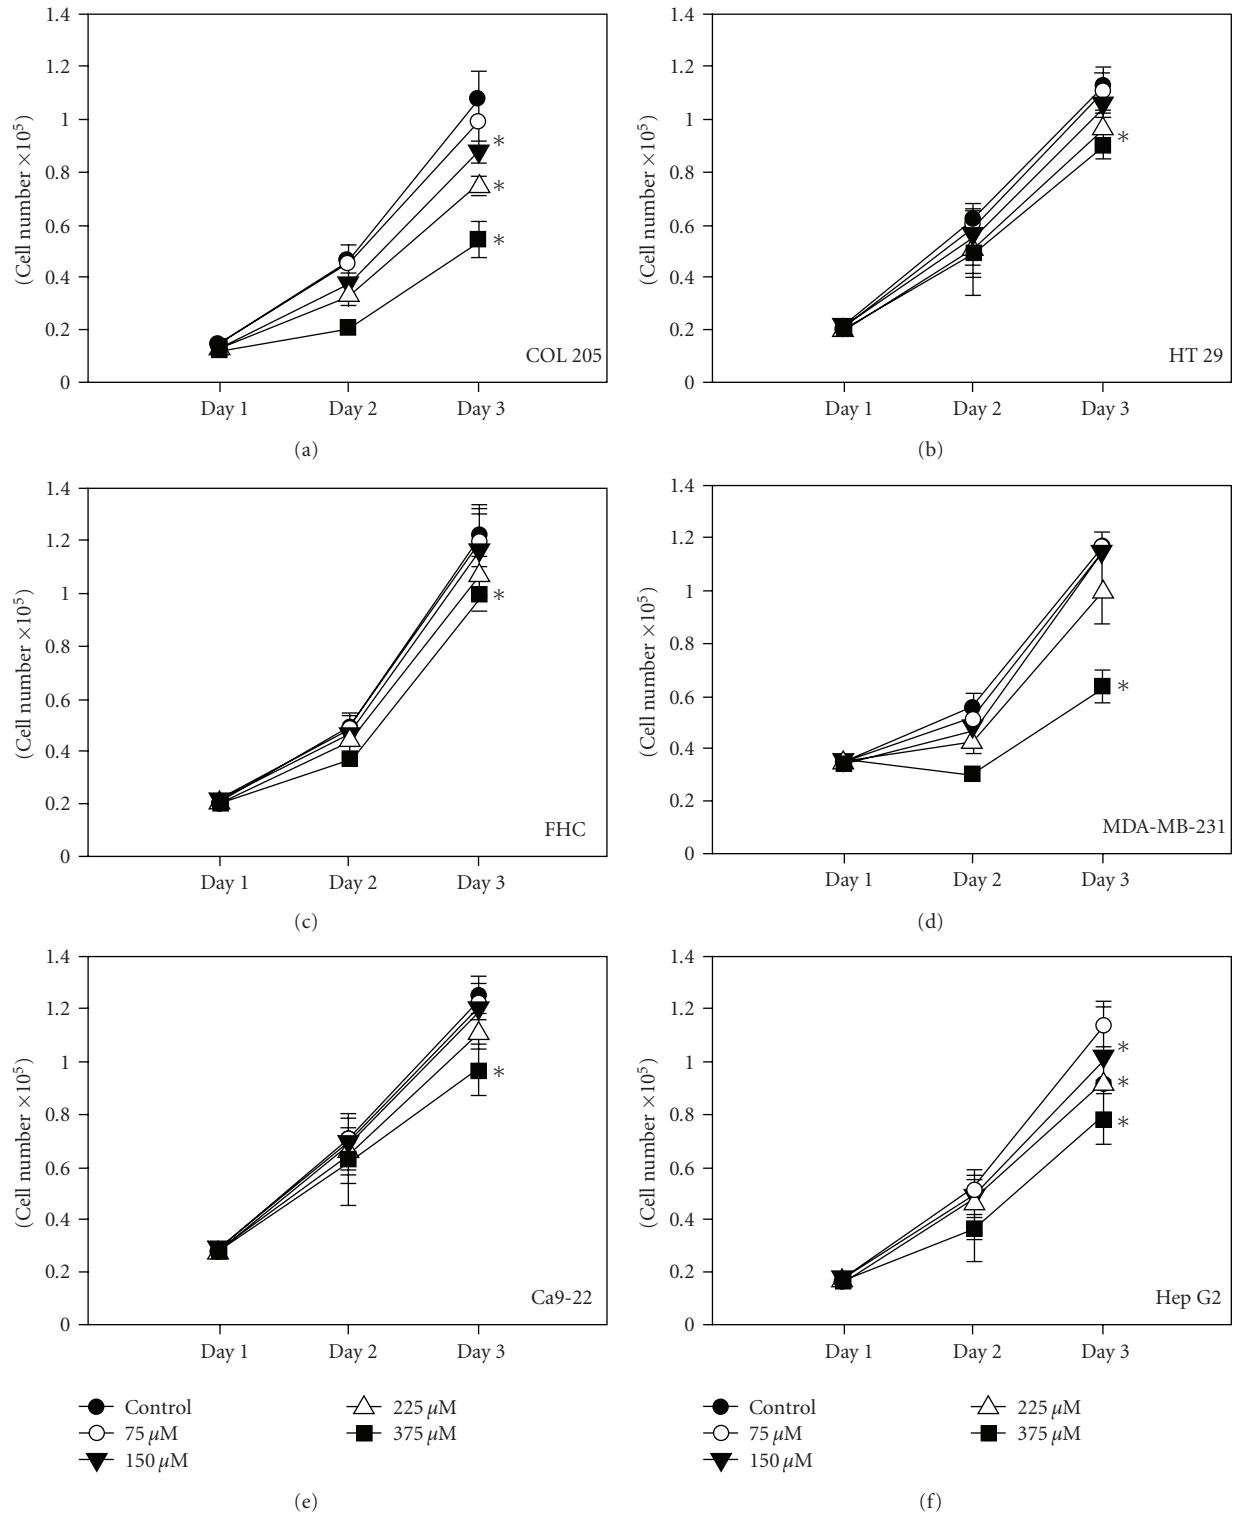 1.4
1.2
1
0.8
0.6
0.4
0.2
0
(Cell number ×10⁵)
*
*
*
COL 205
Day 1 Day 2 Day 3
(a)
1.4
1.2
1
0.8
0.6
0.4
0.2
0
(Cell number ×10⁵)
*
HT 29
Day 1 Day 2 Day 3
(b)
1.4
1.2
1
0.8
0.6
0.4
0.2
0
(Cell number ×10⁵)
*
FHC
Day 1 Day 2 Day 3
(c)
1.4
1.2
1
0.8
0.6
0.4
0.2
0
(Cell number ×10⁵)
*
MDA-MB-231
Day 1 Day 2 Day 3
(d)
1.4
1.2
1
0.8
0.6
0.4
0.2
0
(Cell number ×10⁵)
*
Ca9-22
Day 1 Day 2 Day 3
Control 225 μM
75 μM 375 μM
150 μM
(e)
1.4
1.2
1
0.8
0.6
0.4
0.2
0
(Cell number ×10⁵)
*
*
*
Hep G2
Day 1 Day 2 Day 3
Control 225 μM
75 μM 375 μM
150 μM
(f)